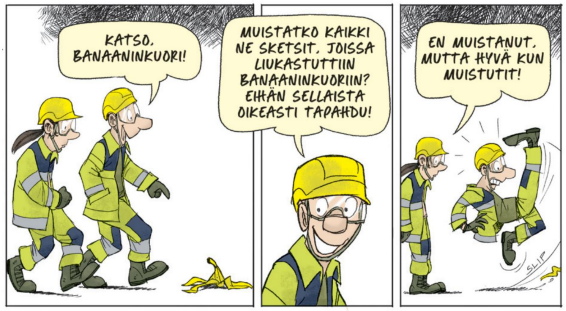 KATSO,
BANAANINKUORI!
MUISTATKO KAIKKI
NE SKETSIT, JOISSA
LIUKASTUTTIIN
BANAANINKUORIIN?
EIHÄN SELLAISTA
OIKEASTI TAPAHDU!
EN MUISTANUT,
MUTTA HYVÄ KUN
MUISTUTIT!
SLIP